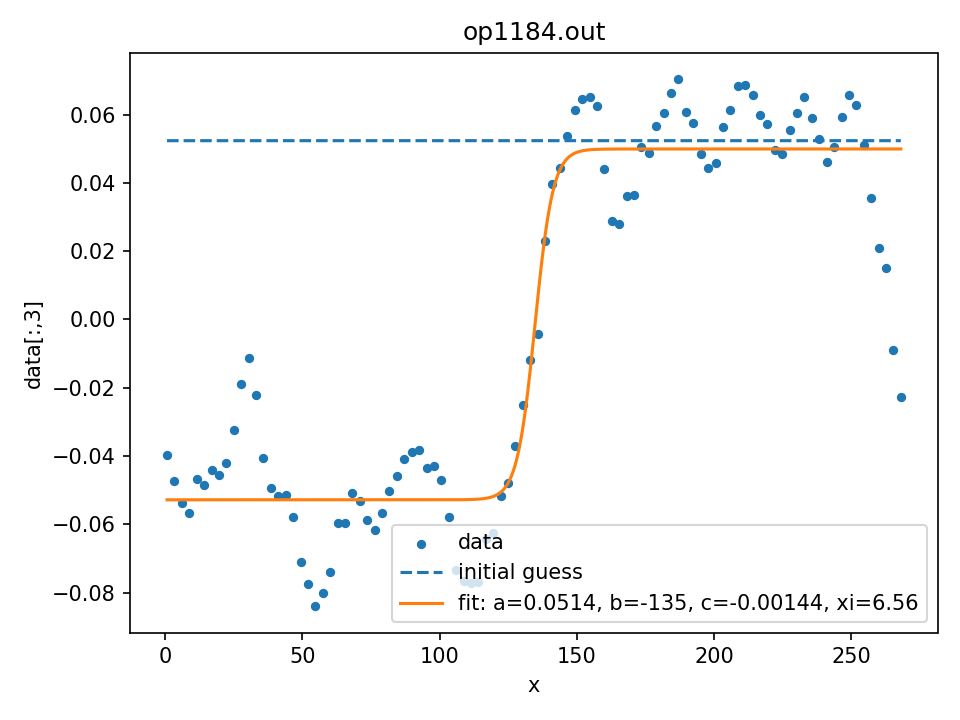 op1184.out
0.06
0.04
0.02
0.00
−0.02
−0.04
−0.06
−0.08
data[:,3]
data
initial guess
fit: a=0.0514, b=-135, c=-0.00144, xi=6.56
0 50 100 150 200 250
x